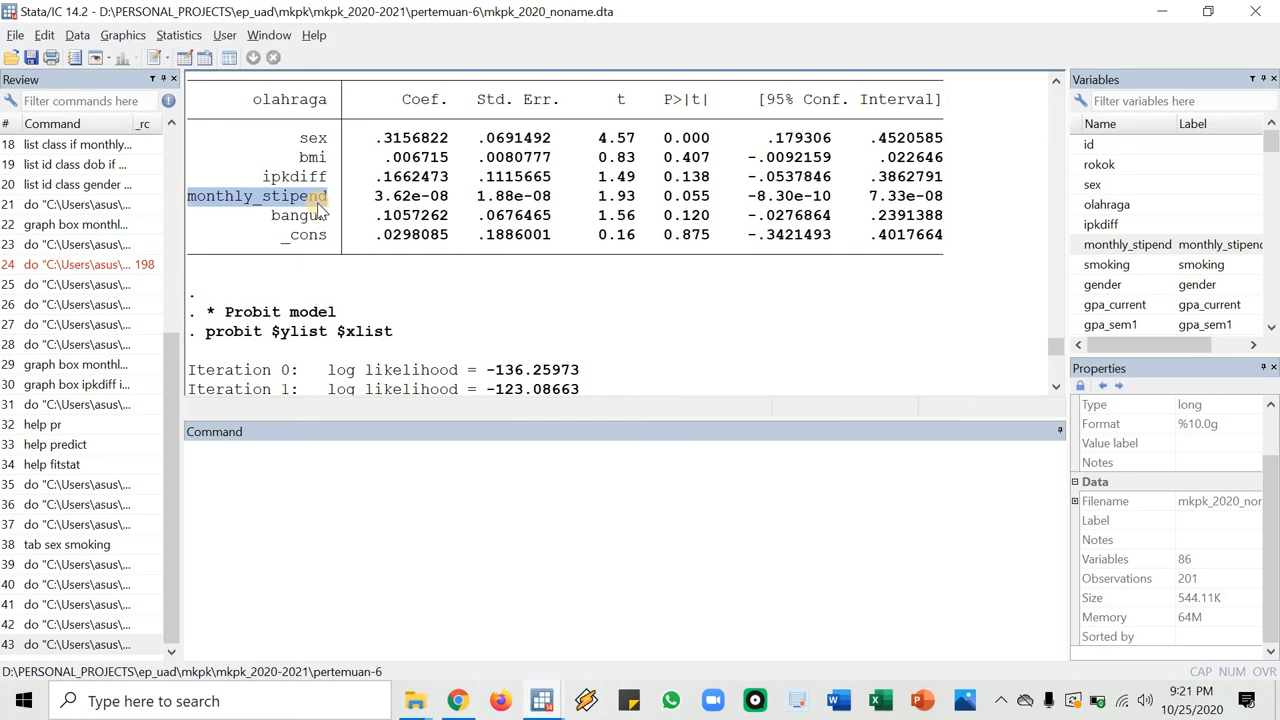 Stata/IC 14.2 - D:\PERSONAL_PROJECTS\ep_uad\mkpk\mkpk_2020-2021\pertemuan-6\mkpk_2020_noname.dta
File Edit Data Graphics Statistics User Window Help
Review
Filter commands here
# Command _rc
18 list class if monthly...
19 list id class dob if ...
20 list id class gender ...
21 do "C:\Users\asus\...
22 graph box monthl...
23 do "C:\Users\asus\...
24 do "C:\Users\asus\... 198
25 do "C:\Users\asus\...
26 do "C:\Users\asus\...
27 do "C:\Users\asus\...
28 do "C:\Users\asus\...
29 graph box monthl...
30 graph box ipkdiff i...
31 do "C:\Users\asus\...
32 help pr
33 help predict
34 help fitstat
35 do "C:\Users\asus\...
36 do "C:\Users\asus\...
37 do "C:\Users\asus\...
38 tab sex smoking
39 do "C:\Users\asus\...
40 do "C:\Users\asus\...
41 do "C:\Users\asus\...
42 do "C:\Users\asus\...
43 do "C:\Users\asus\...
olahraga Coef. Std. Err. t P>|t| [95% Conf. Interval]
sex .3156822 .0691492 4.57 0.000 .179306 .4520585
bmi .006715 .0080777 0.83 0.407 -.0092159 .022646
ipkdiff .1662473 .1115665 1.49 0.138 -.0537846 .3862791
monthly_stipend 3.62e-08 1.88e-08 1.93 0.055 -8.30e-10 7.33e-08
bangus .1057262 .0676465 1.56 0.120 -.0276864 .2391388
_cons .0298085 .1886001 0.16 0.875 -.3421493 .4017664
.
. * Probit model
. probit $ylist $xlist
Iteration 0: log likelihood = -136.25973
Iteration 1: log likelihood = -123.08663
Command
Variables
Filter variables here
Name Label
id
rokok
sex
olahraga
ipkdiff
monthly_stipend monthly_stipend
smoking smoking
gender gender
gpa_current gpa_current
gpa_sem1 gpa_sem1
Properties
Type long
Format %10.0g
Value label
Notes
Data
Filename mkpk_2020_nor
Label
Notes
Variables 86
Observations 201
Size 544.11K
Memory 64M
Sorted by
D:\PERSONAL_PROJECTS\ep_uad\mkpk\mkpk_2020-2021\pertemuan-6
CAP NUM OVR
Type here to search
9:21 PM
10/25/2020